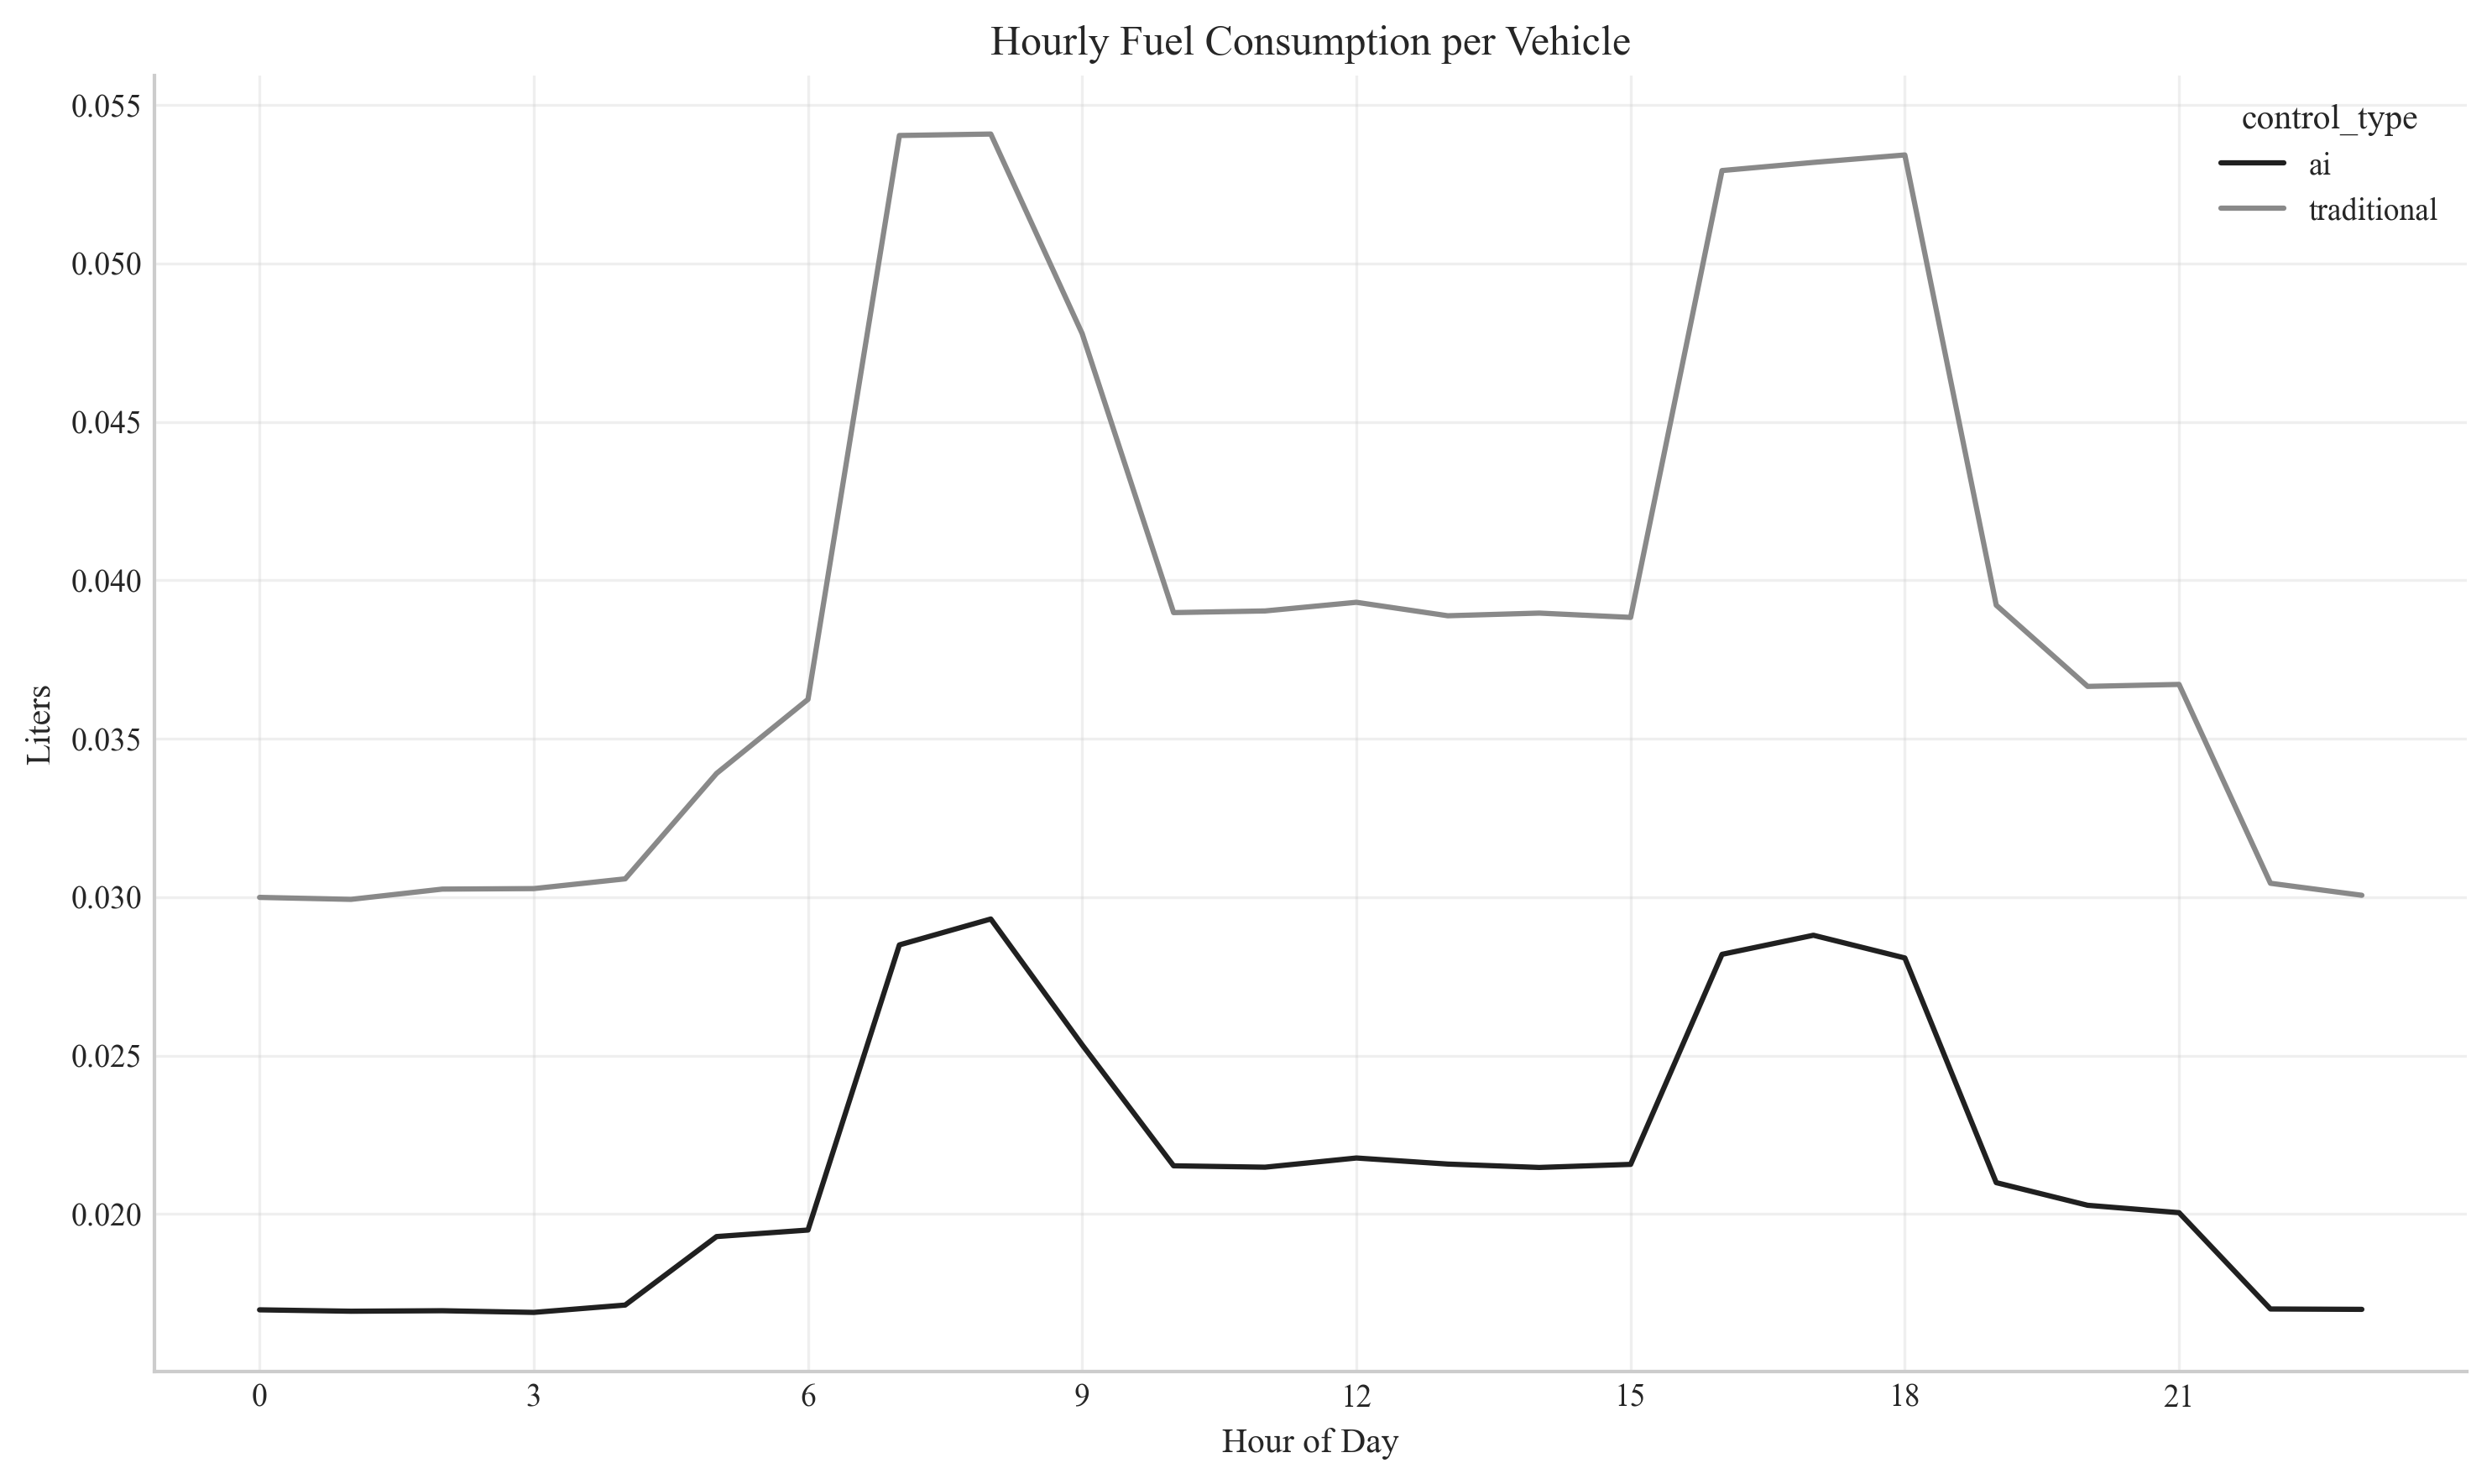 Hourly Fuel Consumption per Vehicle
control_type
ai
traditional
0.055
0.050
0.045
0.040
0.035
0.030
0.025
0.020
Liters
0 3 6 9 12 15 18 21
Hour of Day